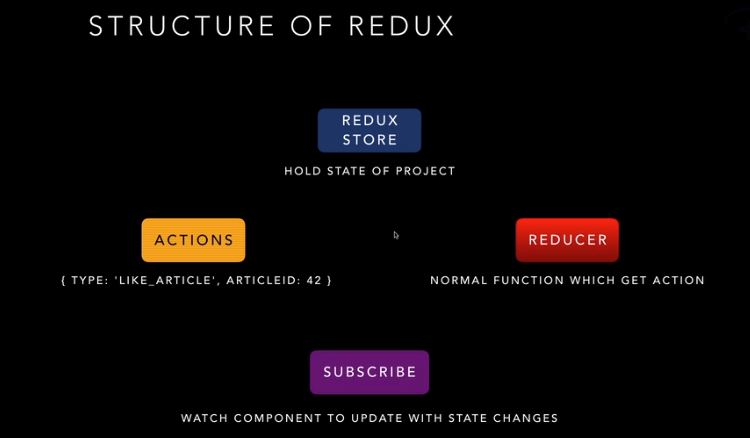 STRUCTURE OF REDUX
REDUX
STORE
HOLD STATE OF PROJECT
ACTIONS
{ TYPE: 'LIKE_ARTICLE', ARTICLEID: 42 }
REDUCER
NORMAL FUNCTION WHICH GET ACTION
SUBSCRIBE
WATCH COMPONENT TO UPDATE WITH STATE CHANGES